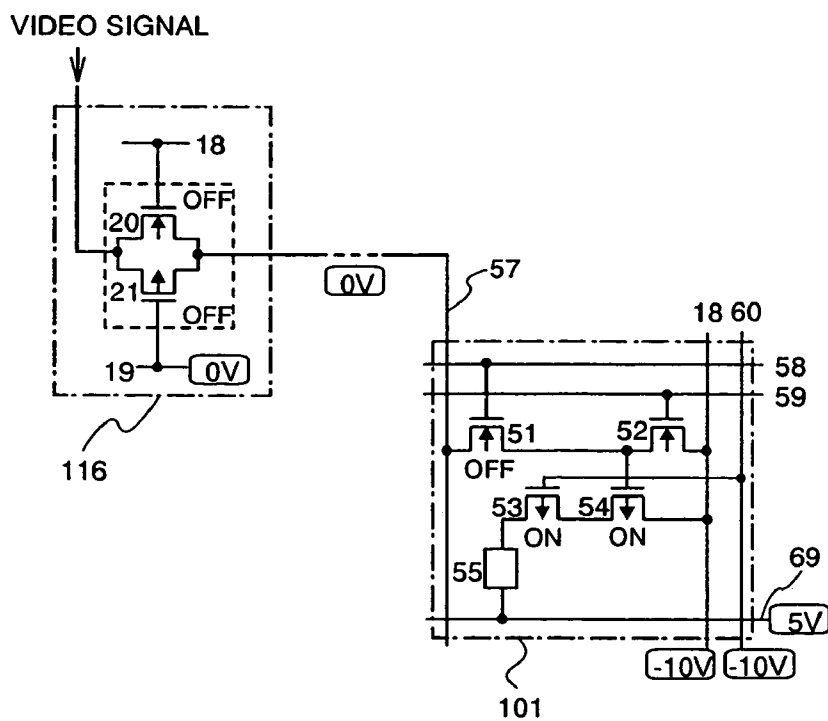 VIDEO SIGNAL
18
OFF
20
21
OFF
19
0V
116
0V
57
18 60
58
59
51
52
OFF
53
54
ON
ON
55
69
5V
-10V
-10V
101